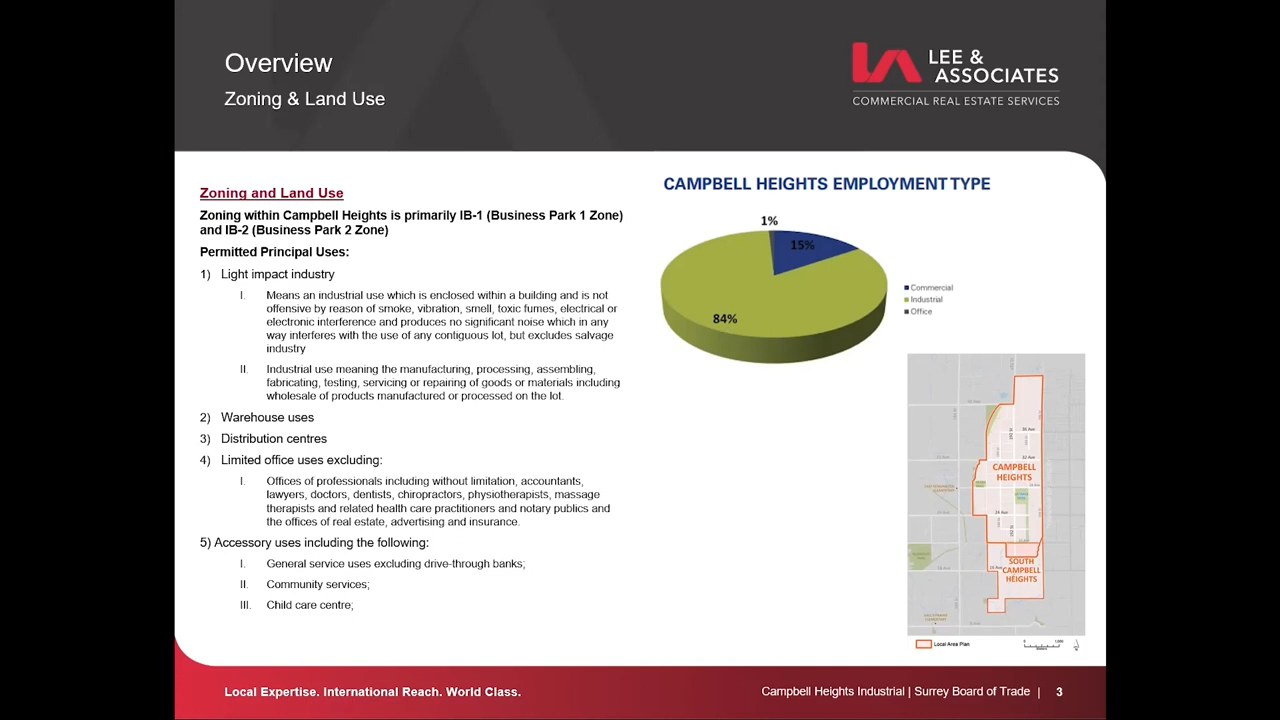 Overview
Zoning & Land Use
LEE &
ASSOCIATES
COMMERCIAL REAL ESTATE SERVICES
Zoning and Land Use
Zoning within Campbell Heights is primarily IB-1 (Business Park 1 Zone)
and IB-2 (Business Park 2 Zone)
Permitted Principal Uses:
1) Light impact industry
I. Means an industrial use which is enclosed within a building and is not
offensive by reason of smoke, vibration, smell, toxic fumes, electrical or
electronic interference and produces no significant noise which in any
way interferes with the use of any contiguous lot, but excludes salvage
industry
II. Industrial use meaning the manufacturing, processing, assembling,
fabricating, testing, servicing or repairing of goods or materials including
wholesale of products manufactured or processed on the lot.
2) Warehouse uses
3) Distribution centres
4) Limited office uses excluding:
I. Offices of professionals including without limitation, accountants,
lawyers, doctors, dentists, chiropractors, physiotherapists, massage
therapists and related health care practitioners and notary publics and
the offices of real estate, advertising and insurance.
5) Accessory uses including the following:
I. General service uses excluding drive-through banks;
II. Community services;
III. Child care centre;
CAMPBELL HEIGHTS EMPLOYMENT TYPE
1%
15%
84%
Commercial
Industrial
Office
36 Ave
32 Ave
CAMPBELL
HEIGHTS
24 Ave
SOUTH
CAMPBELL
HEIGHTS
16 Ave
Local Area Plan
Local Expertise. International Reach. World Class.
Campbell Heights Industrial | Surrey Board of Trade | 3